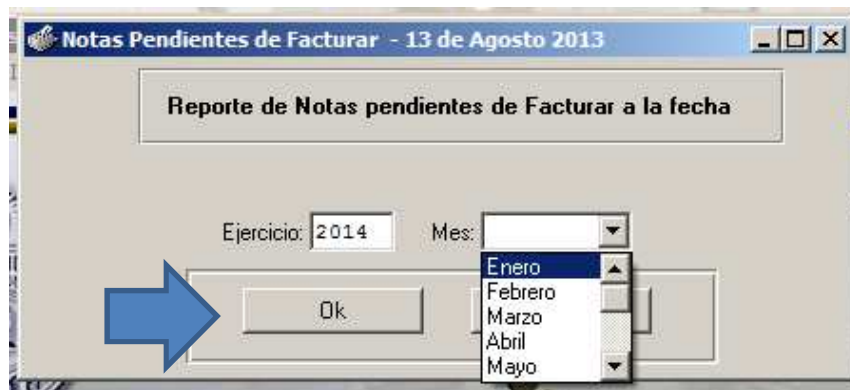 Notas Pendientes de Facturar - 13 de Agosto 2013
Reporte de Notas pendientes de Facturar a la fecha
Ejercicio: 2014 Mes:
Enero
Febrero
Ok
Marzo
Abril
Mayo